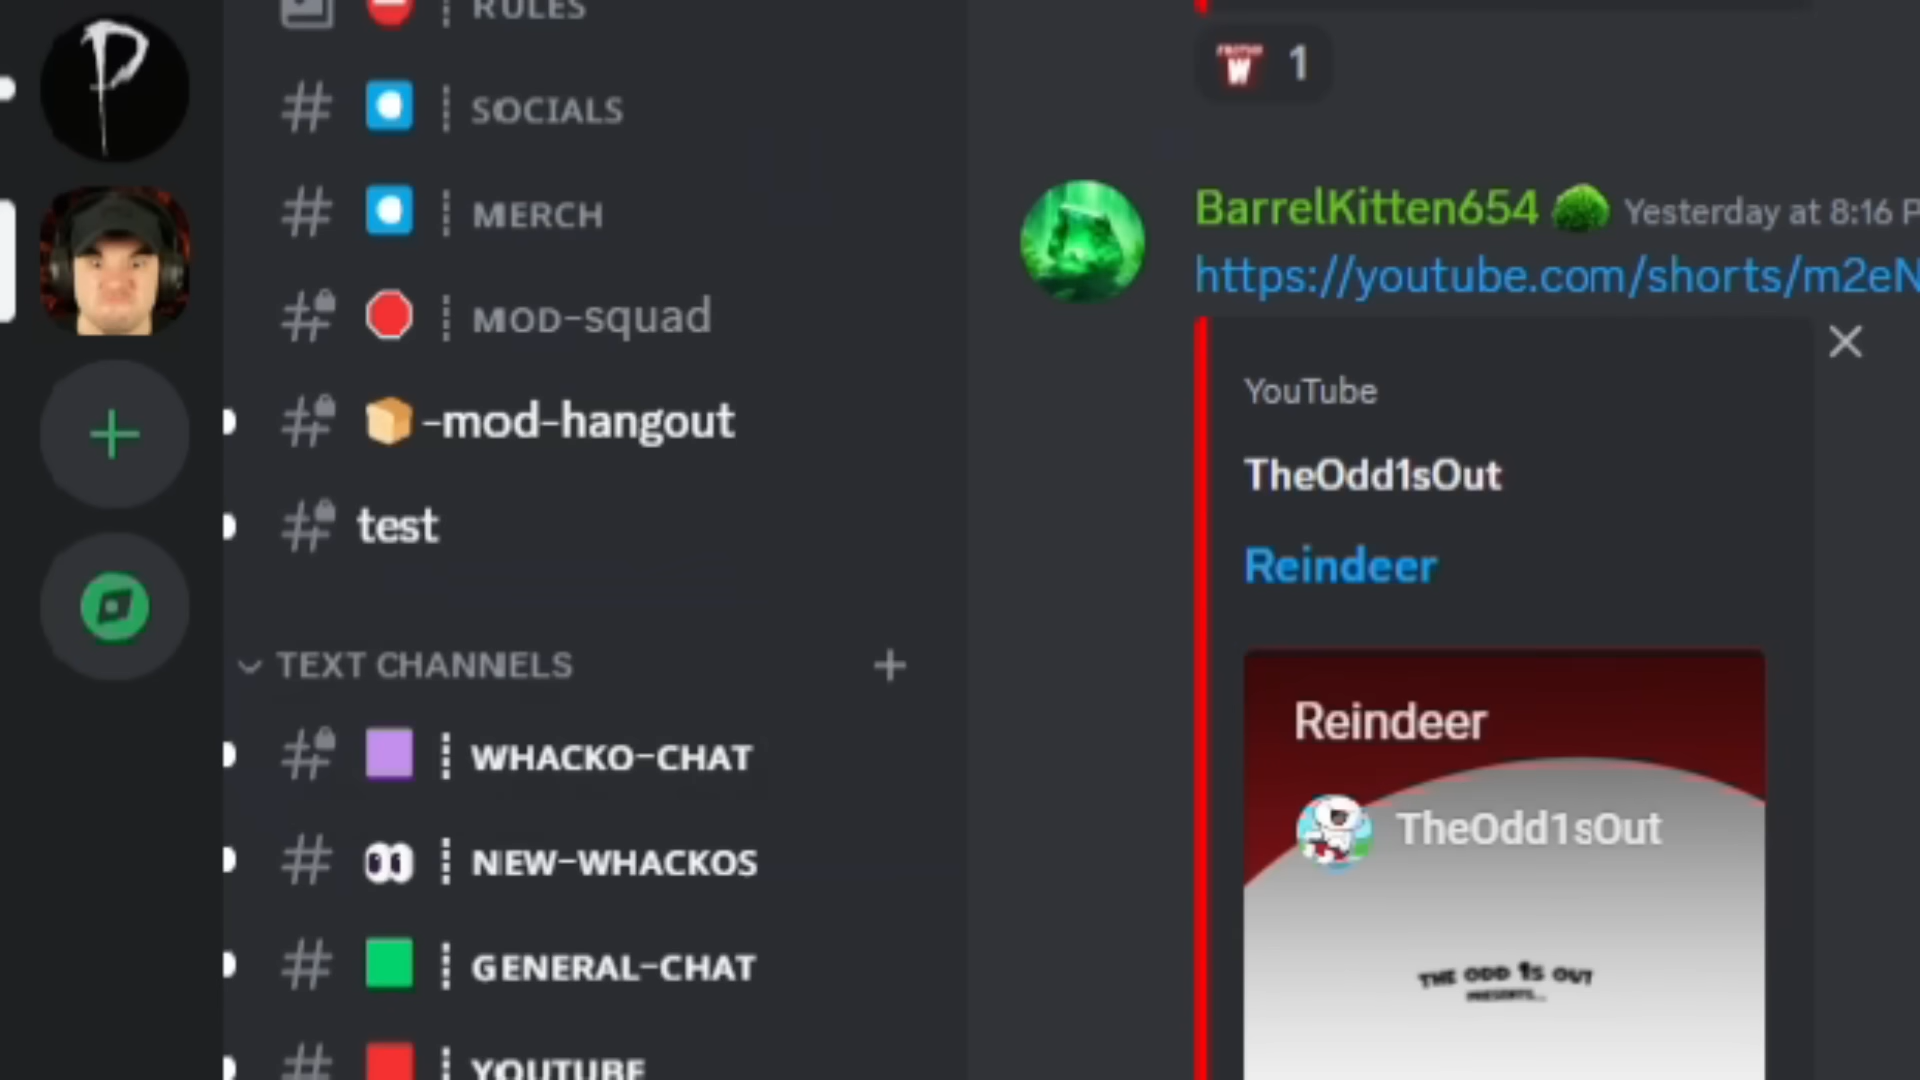 RULES
SOCIALS
MERCH
MOD-squad
-mod-hangout
test
TEXT CHANNELS
WHACKO-CHAT
NEW-WHACKOS
GENERAL-CHAT
YOUTUBE
W 1
BarrelKitten654 Yesterday at 8:16 P
https://youtube.com/shorts/m2eN
YouTube
TheOdd1sOut
Reindeer
Reindeer
TheOdd1sOut
THE ODD 1S OUT
PRESENTS...